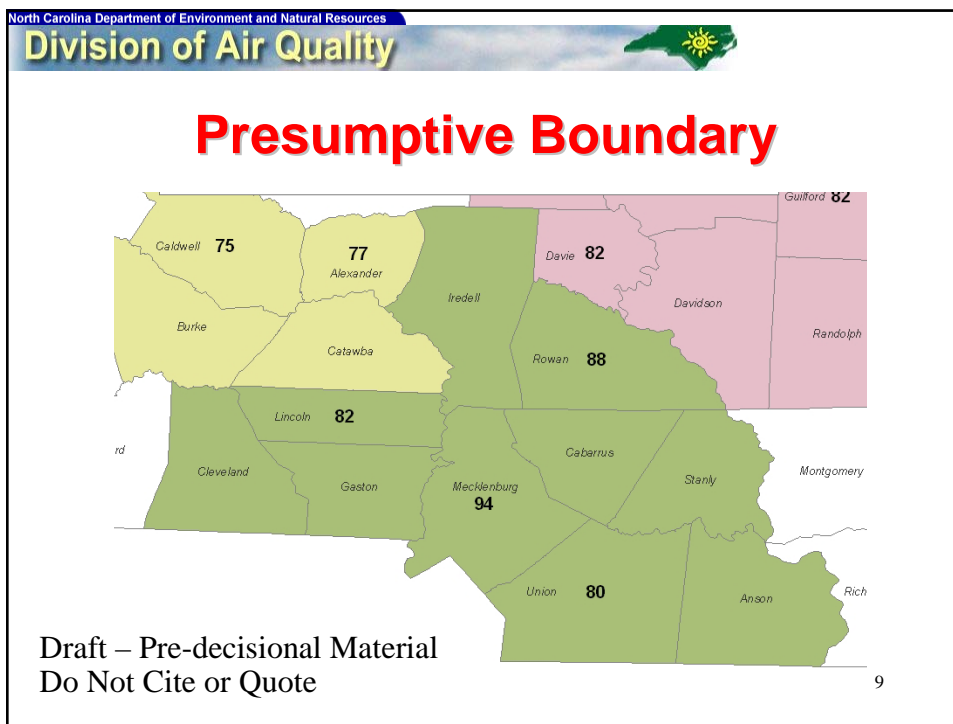 North Carolina Department of Environment and Natural Resources
Division of Air Quality
Presumptive Boundary
Guilford 82
Caldwell 75
77
Alexander
Davie 82
Iredell
Davidson
Burke
Randolph
Catawba
Rowan 88
Lincoln 82
Cabarrus
rd
Cleveland
Montgomery
Stanly
Gaston
Mecklenburg
94
Union 80
Anson
Rich
Draft – Pre-decisional Material
Do Not Cite or Quote
9